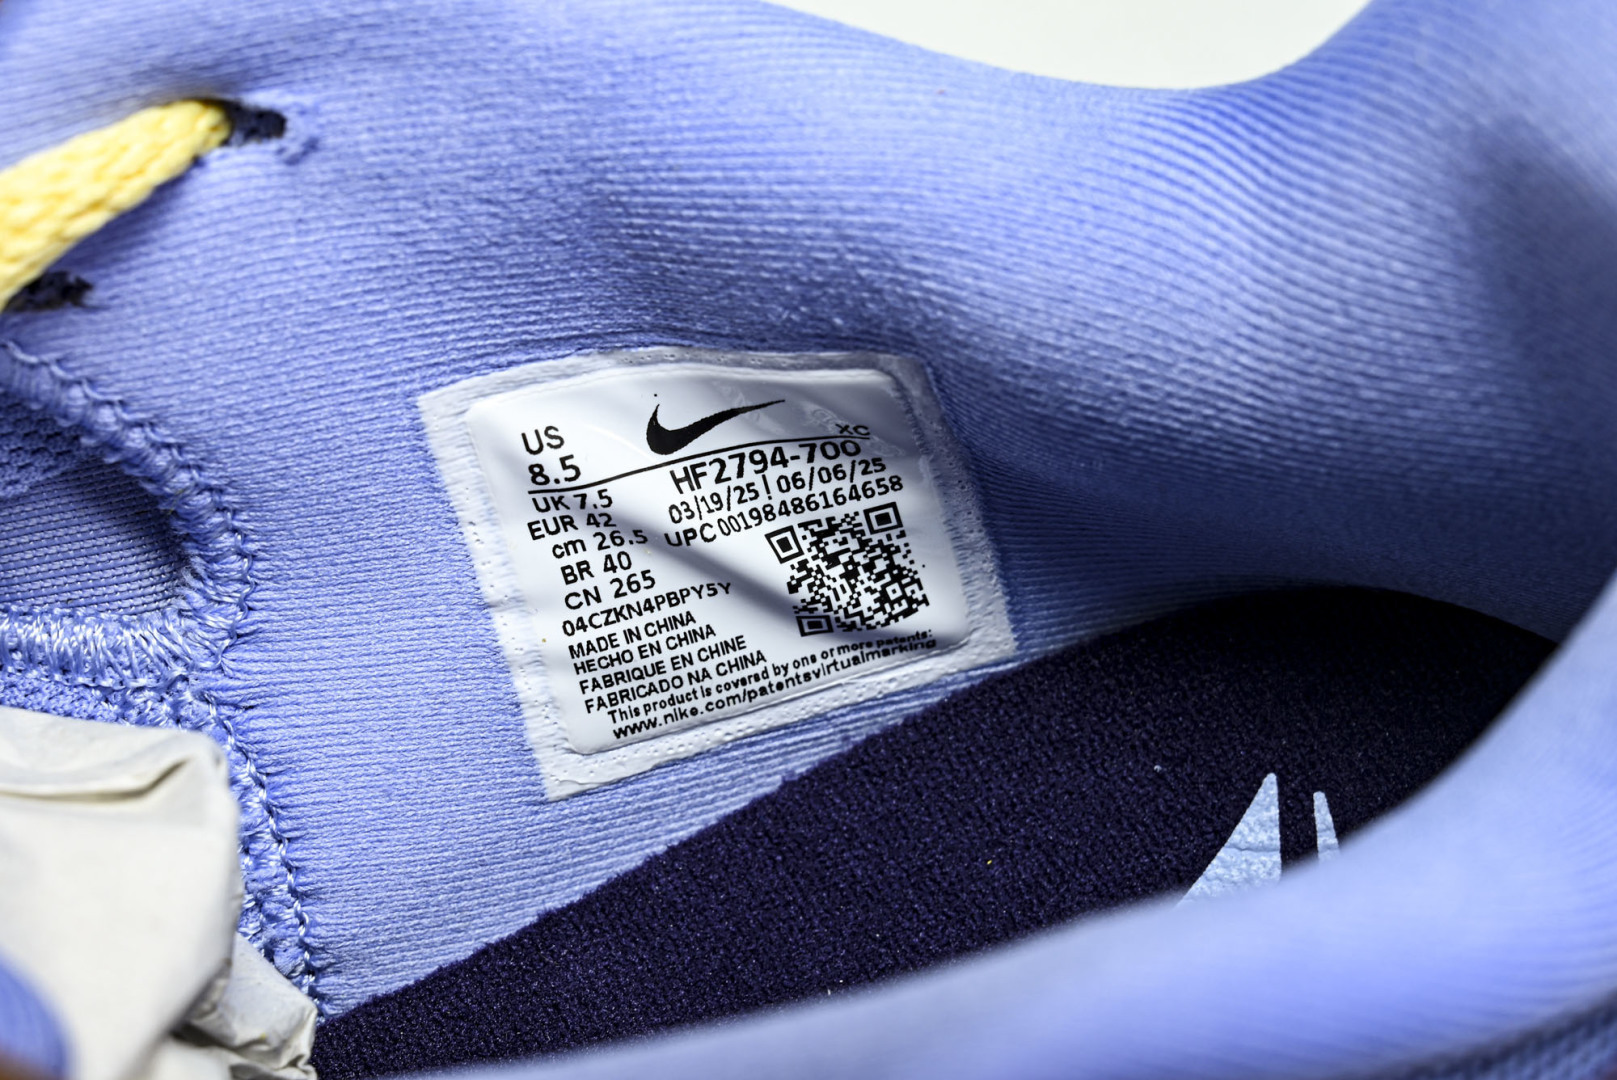 US
8.5
XC
HF2794-700
UK 7.5
03/19/25 | 06/06/25
EUR 42
UPC 00198486164658
cm 26.5
BR 40
CN 265
04CZKN4PBPY5Y
MADE IN CHINA
HECHO EN CHINA
FABRIQUE EN CHINE
FABRICADO NA CHINA
This product is covered by one or more patents:
www.nike.com/patentsvirtualmarking